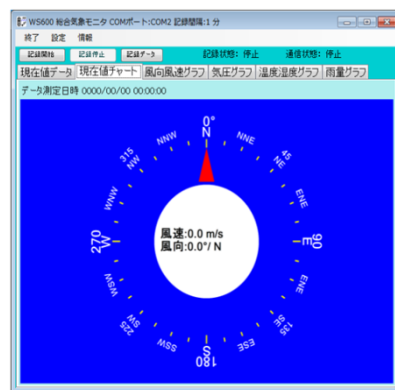 WS600 総合気象モニタ COMポート:COM2 記録間隔:1 分
終了 設定 情報
記録開始 記録停止 記録データ 記録状態: 停止 通信状態: 停止
現在値データ 現在値チャート 風向風速グラフ 気圧グラフ 温度湿度グラフ 雨量グラフ
データ測定日時 0000/00/00 00:00:00
0°
N
NNW NNE
315 NW 45 NE
WNW ENE
風速:0.0 m/s
風向:0.0°/ N
270 W E 90
WSW ENE
225 SW SE 135
SSW ESE
S
180